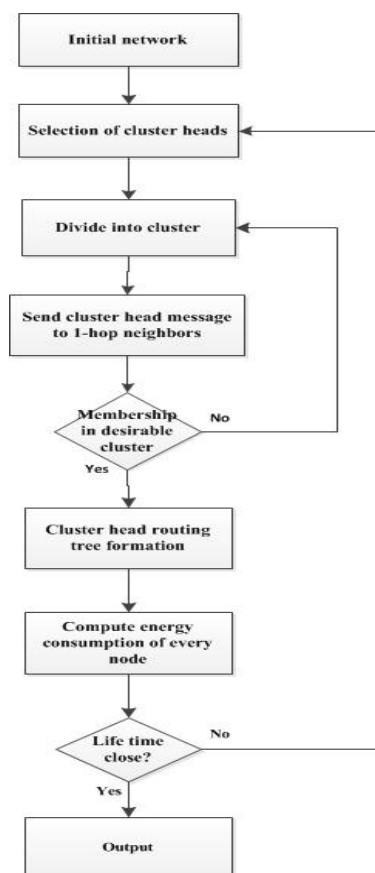 Initial network
Selection of cluster heads
Divide into cluster
Send cluster head message
to 1-hop neighbors
Membership
in desirable
cluster
No
Yes
Cluster head routing
tree formation
Compute energy
consumption of every
node
Life time
close?
No
Yes
Output